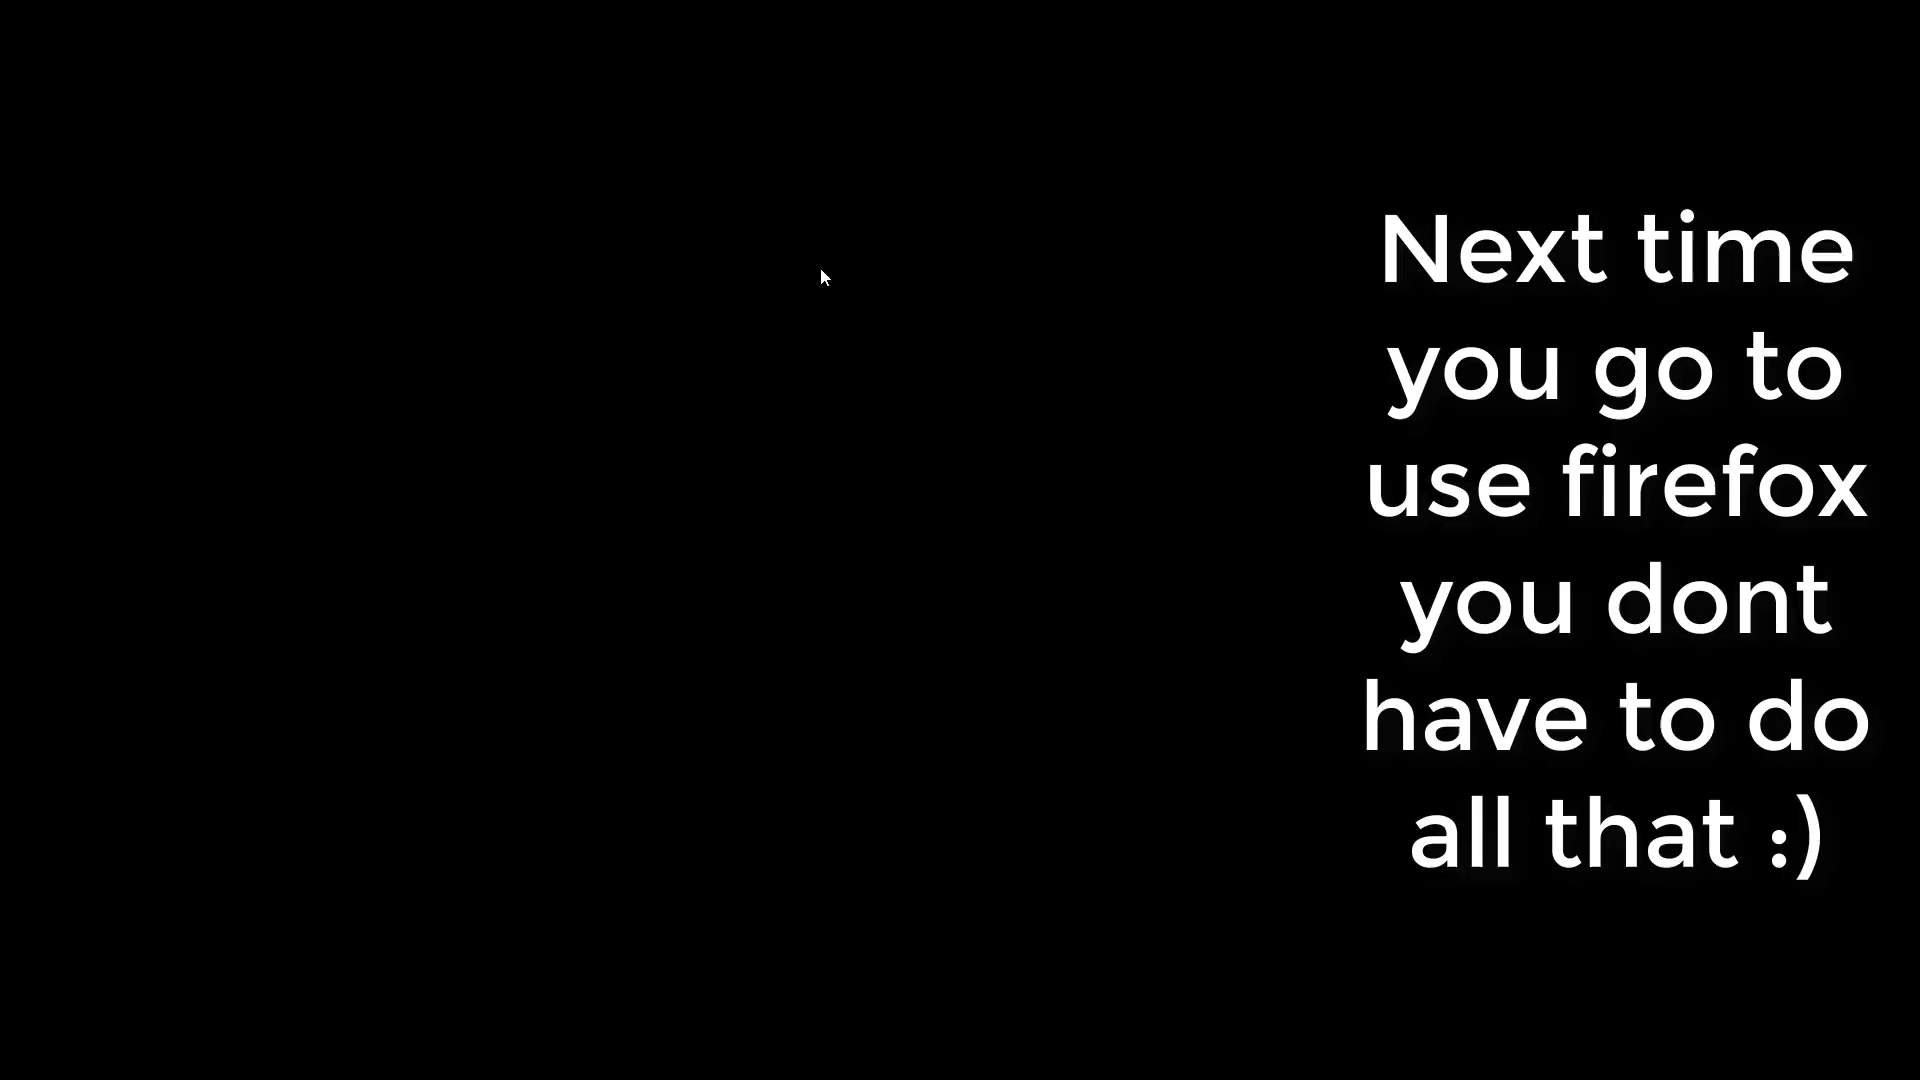 Next time
you go to
use firefox
you dont
have to do
all that :)